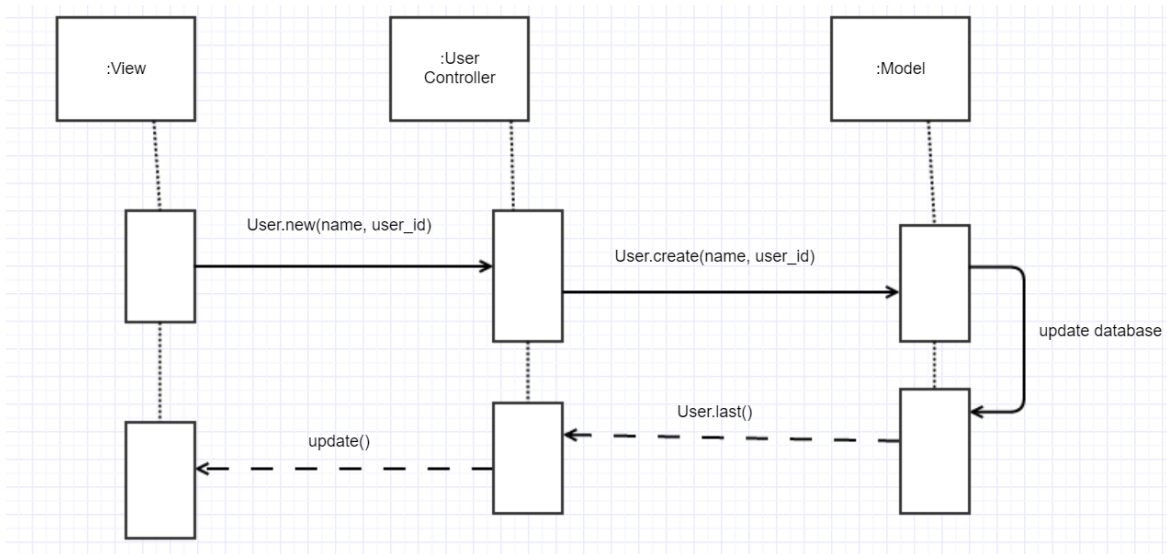 :View
:User
Controller
:Model
User.new(name, user_id)
User.create(name, user_id)
update database
User.last()
update()